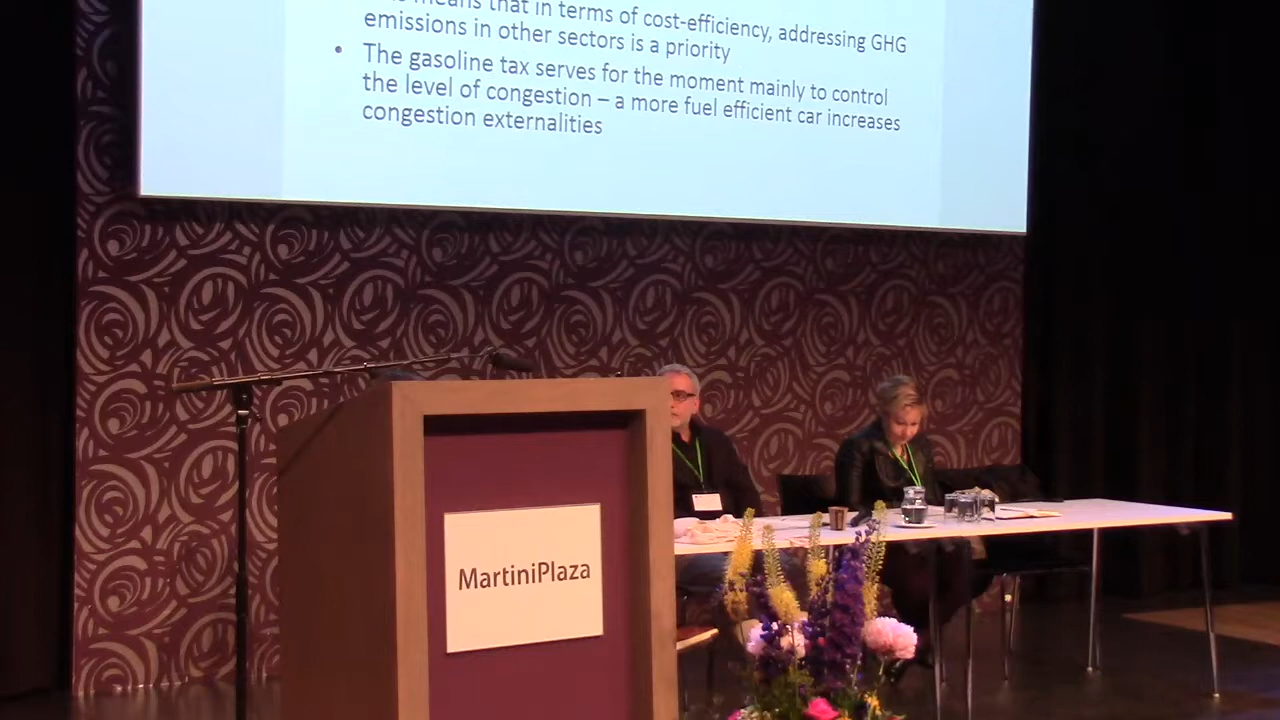 means that in terms of cost-efficiency, addressing GHG
emissions in other sectors is a priority
• The gasoline tax serves for the moment mainly to control
the level of congestion – a more fuel efficient car increases
congestion externalities
MartiniPlaza